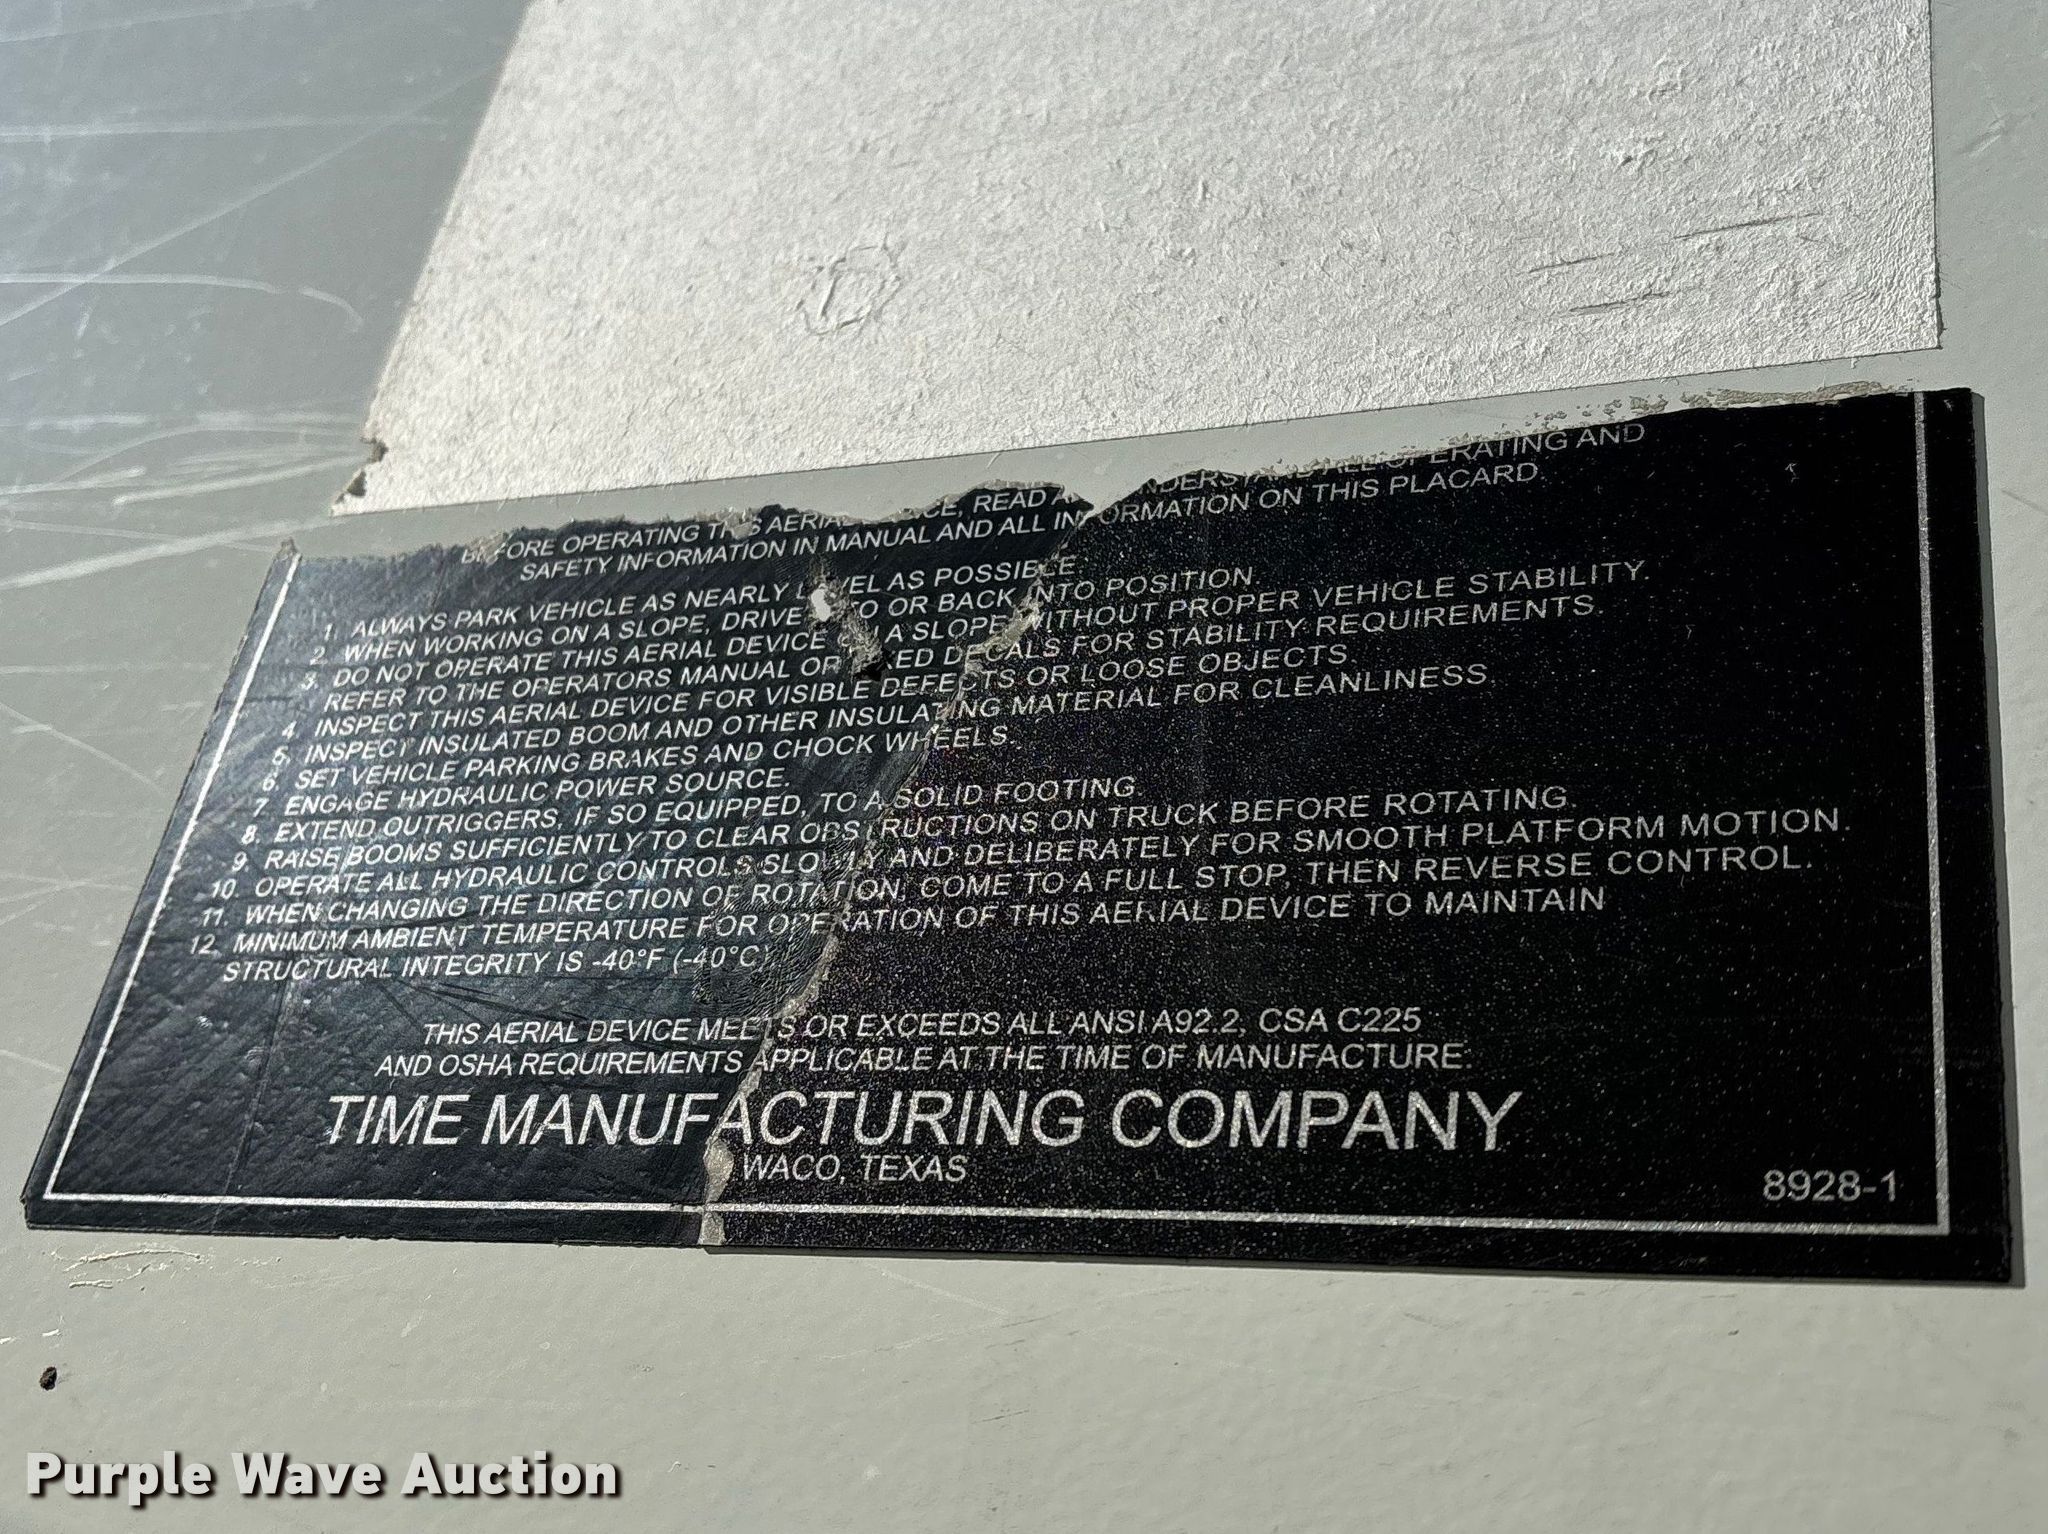 BEFORE OPERATING THIS AERIAL DEVICE, READ AND UNDERSTAND ALL OPERATING AND
SAFETY INFORMATION IN MANUAL AND ALL INFORMATION ON THIS PLACARD.
1. ALWAYS PARK VEHICLE AS NEARLY LEVEL AS POSSIBLE.
2. WHEN WORKING ON A SLOPE, DRIVE INTO OR BACK INTO POSITION.
3. DO NOT OPERATE THIS AERIAL DEVICE ON A SLOPE WITHOUT PROPER VEHICLE STABILITY.
REFER TO THE OPERATORS MANUAL OR DECALS FOR STABILITY REQUIREMENTS.
4. INSPECT THIS AERIAL DEVICE FOR VISIBLE DEFECTS OR LOOSE OBJECTS.
5. INSPECT INSULATED BOOM AND OTHER INSULATING MATERIAL FOR CLEANLINESS
6. SET VEHICLE PARKING BRAKES AND CHOCK WHEELS.
7. ENGAGE HYDRAULIC POWER SOURCE.
8. EXTEND OUTRIGGERS, IF SO EQUIPPED, TO A SOLID FOOTING.
9. RAISE BOOMS SUFFICIENTLY TO CLEAR OBSTRUCTIONS ON TRUCK BEFORE ROTATING.
10. OPERATE ALL HYDRAULIC CONTROLS SLOWLY AND DELIBERATELY FOR SMOOTH PLATFORM MOTION.
11. WHEN CHANGING THE DIRECTION OF ROTATION, COME TO A FULL STOP, THEN REVERSE CONTROL.
12. MINIMUM AMBIENT TEMPERATURE FOR OPERATION OF THIS AERIAL DEVICE TO MAINTAIN
STRUCTURAL INTEGRITY IS -40°F (-40°C)
THIS AERIAL DEVICE MEETS OR EXCEEDS ALL ANSI A92.2, CSA C225
AND OSHA REQUIREMENTS APPLICABLE AT THE TIME OF MANUFACTURE.
TIME MANUFACTURING COMPANY
WACO, TEXAS
8928-1
Purple Wave Auction